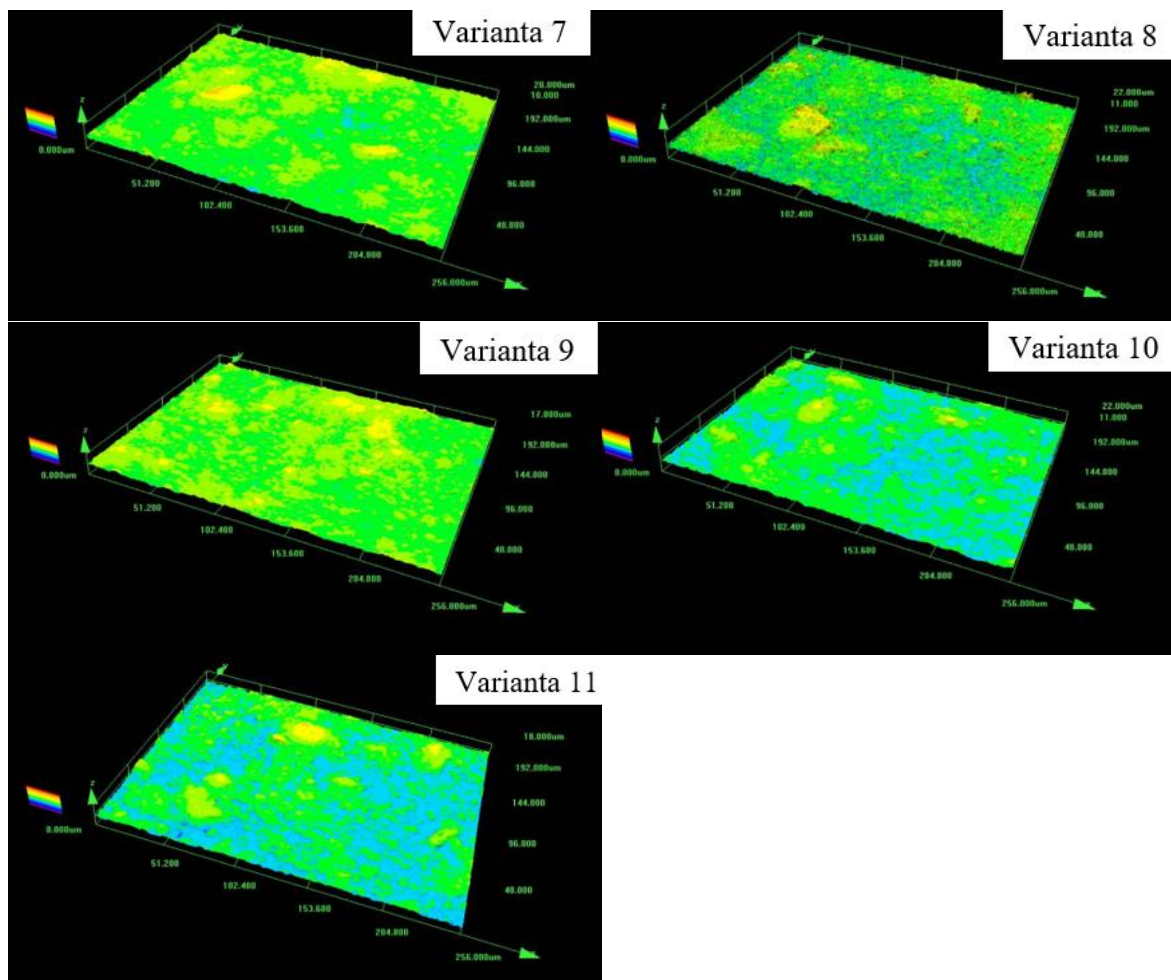 Varianta 7
Y
20.000um
10.000
192.000um
144.000
96.000
48.000
Z
0.000um
51.200
102.400
153.600
204.800
256.000um
X
Varianta 8
Y
22.000um
11.000
192.000um
144.000
96.000
48.000
Z
0.000um
51.200
102.400
153.600
204.800
256.000um
X
Varianta 9
Y
17.000um
192.000um
144.000
96.000
48.000
Z
0.000um
51.200
102.400
153.600
204.800
256.000um
X
Varianta 10
Y
22.000um
11.000
192.000um
144.000
96.000
48.000
Z
0.000um
51.200
102.400
153.600
204.800
256.000um
X
Varianta 11
Y
18.000um
192.000um
144.000
96.000
48.000
Z
0.000um
51.200
102.400
153.600
204.800
256.000um
X